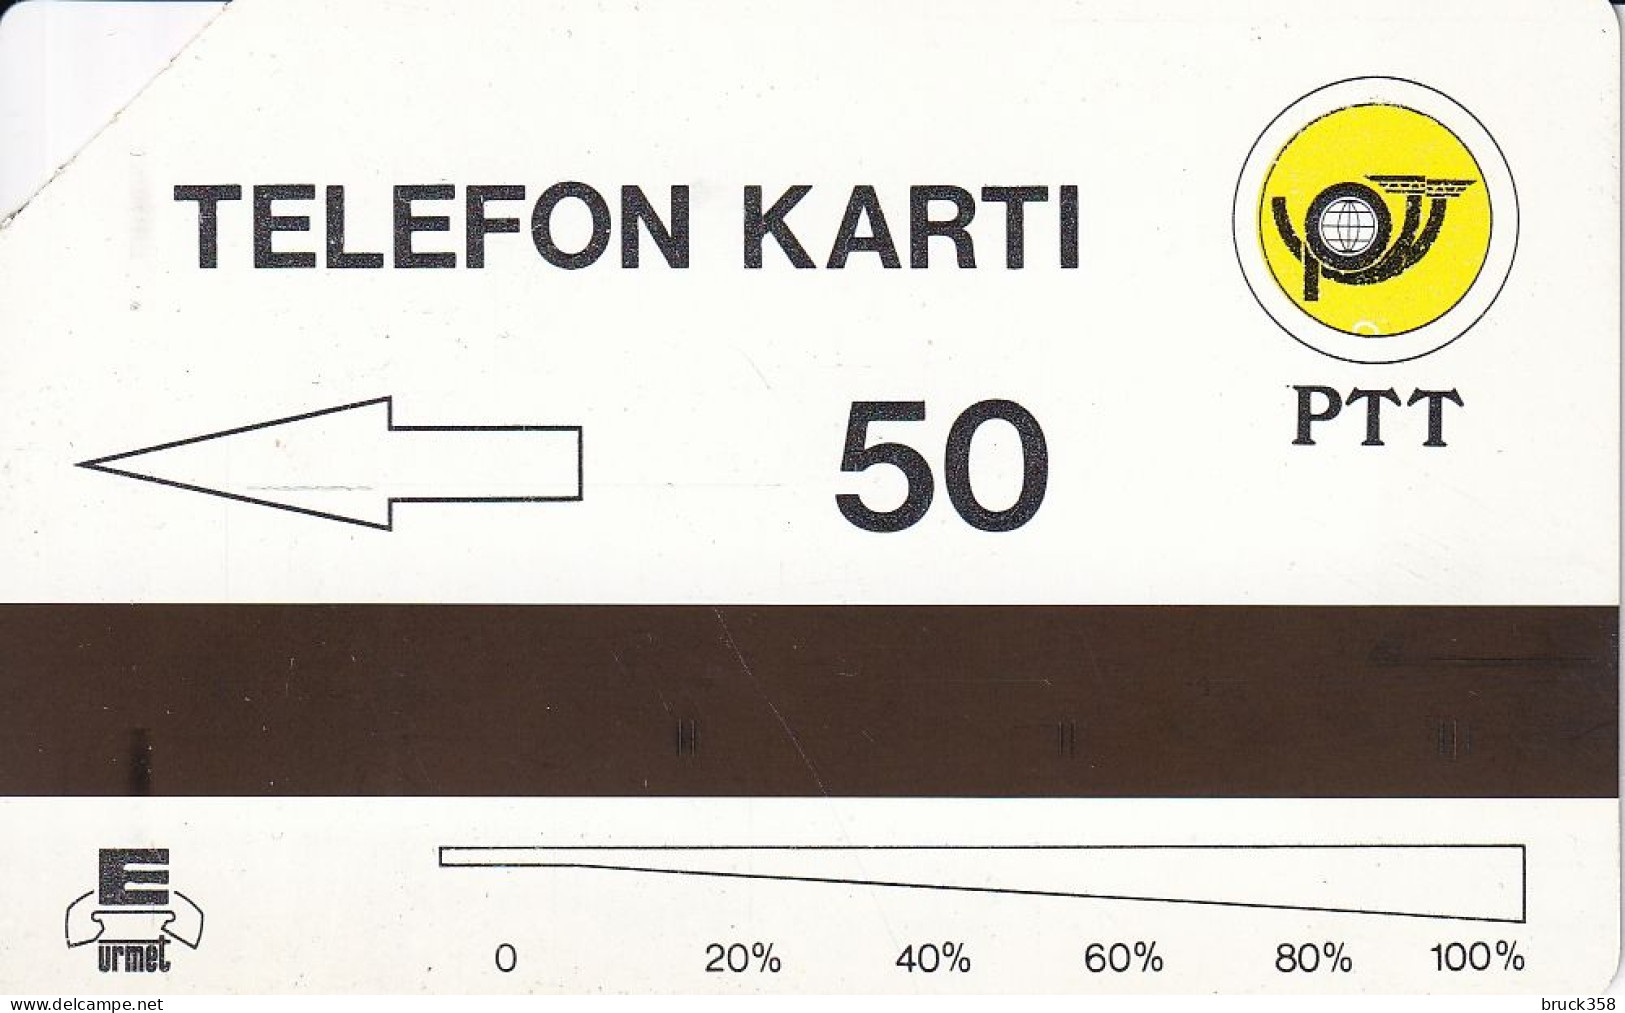 TELEFON KARTI
50
PTT
E
urmet
0 20% 40% 60% 80% 100%
www.delcampe.net
bruck358